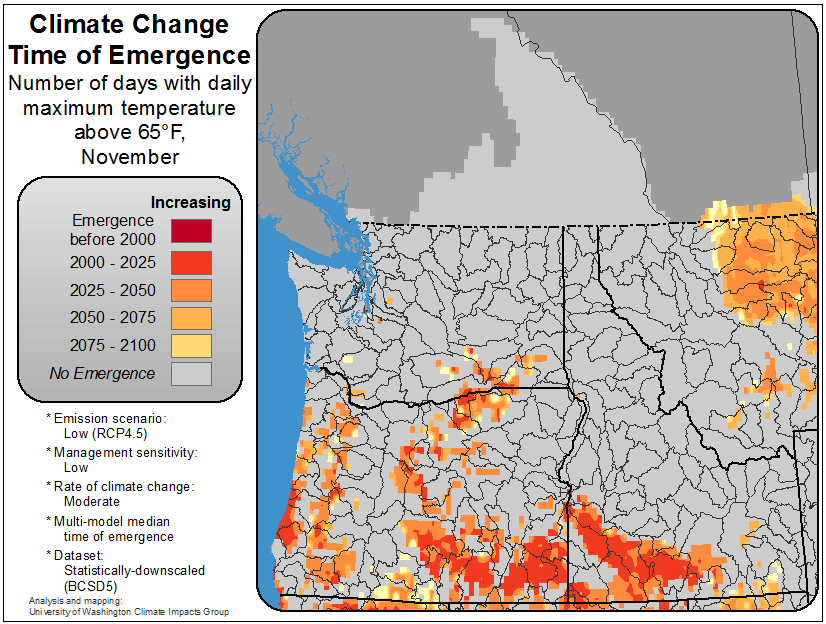 Climate Change
Time of Emergence
Number of days with daily
maximum temperature
above 65°F,
November
Increasing
Emergence
before 2000
2000 - 2025
2025 - 2050
2050 - 2075
2075 - 2100
No Emergence
* Emission scenario:
Low (RCP4.5)
* Management sensitivity:
Low
* Rate of climate change:
Moderate
* Multi-model median
time of emergence
* Dataset:
Statistically-downscaled
(BCSD5)
Analysis and mapping:
University of Washington Climate Impacts Group